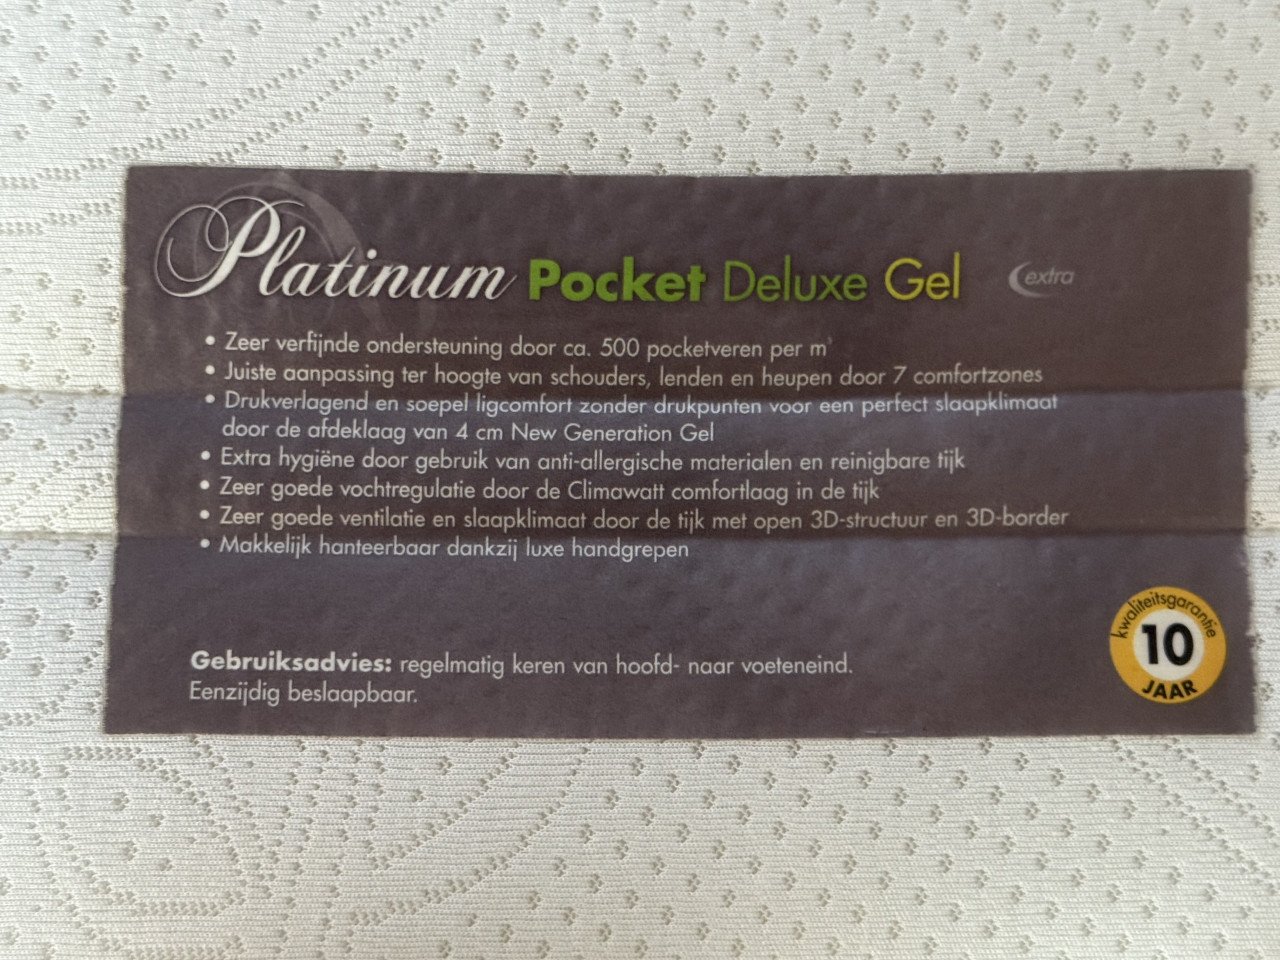 Platinum Pocket Deluxe Gel extra
• Zeer verfijnde ondersteuning door ca. 500 pocketveren per m³
• Juiste aanpassing ter hoogte van schouders, lenden en heupen door 7 comfortzones
• Drukverlagend en soepel ligcomfort zonder drukpunten voor een perfect slaapklimaat
door de afdeklaag van 4 cm New Generation Gel
• Extra hygiëne door gebruik van anti-allergische materialen en reinigbare tijk
• Zeer goede vochtregulatie door de Climawatt comfortlaag in de tijk
• Zeer goede ventilatie en slaapklimaat door de tijk met open 3D-structuur en 3D-border
• Makkelijk hanteerbaar dankzij luxe handgrepen
kwaliteitsgarantie
10
JAAR
Gebruiksadvies: regelmatig keren van hoofd- naar voeteneind.
Eenzijdig beslaapbaar.